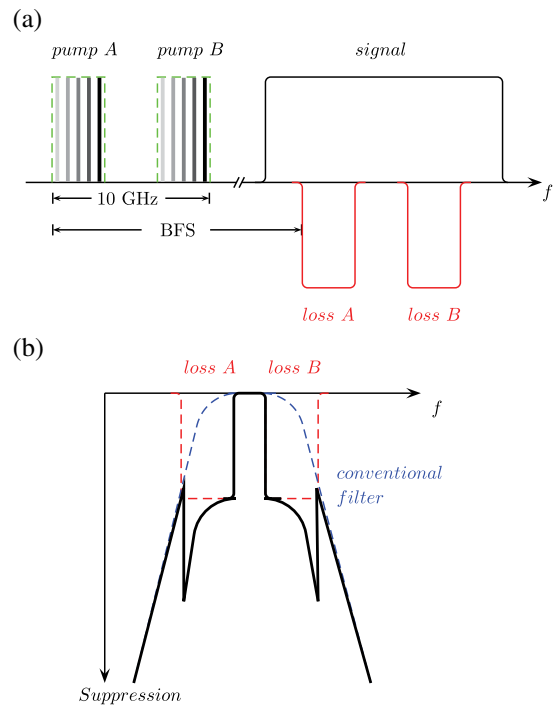 (a)
pump A pump B signal
f
10 GHz
BFS
loss A loss B
(b)
loss A loss B
f
conventional
filter
Suppression